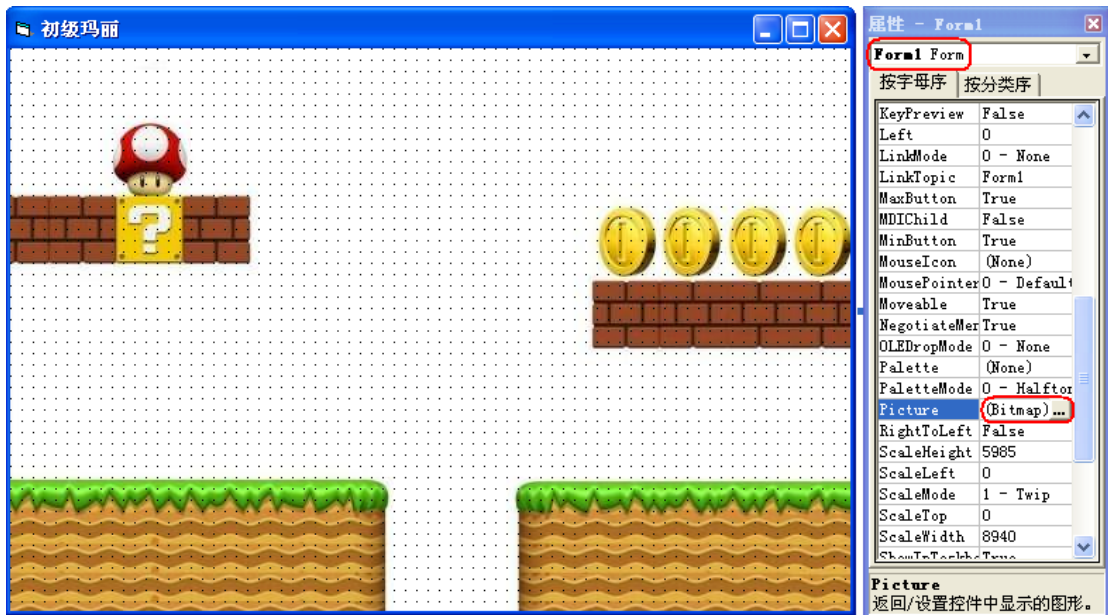 初级玛丽
?
属性 - Form1
Form1 Form
按字母序 按分类序
KeyPreview False
Left 0
LinkMode 0 - None
LinkTopic Form1
MaxButton True
MDIChild False
MinButton True
MouseIcon (None)
MousePointer 0 - Default
Moveable True
NegotiateMer True
OLEDropMode 0 - None
Palette (None)
PaletteMode 0 - Halftor
Picture (Bitmap) ...
RightToLeft False
ScaleHeight 5985
ScaleLeft 0
ScaleMode 1 - Twip
ScaleTop 0
ScaleWidth 8940
Picture
返回/设置控件中显示的图形。